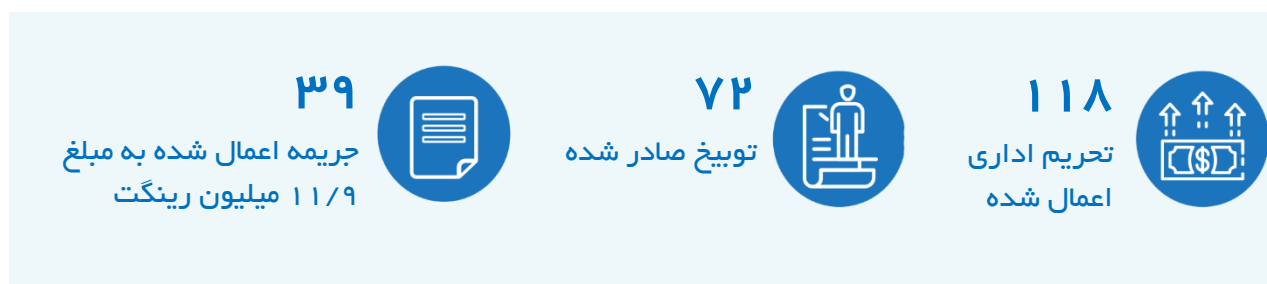 ۱۱۸
تحریم اداری
اعمال شده
۷۲
توبیخ صادر شده
۳۹
جریمه اعمال شده به مبلغ
۱۱/۹ میلیون رینگت